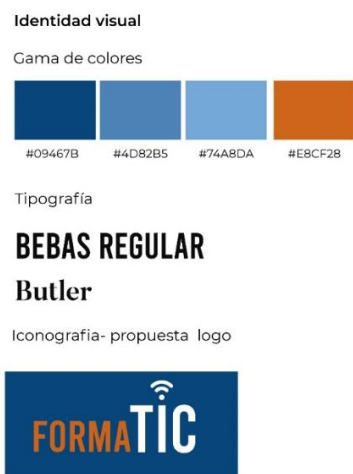 Identidad visual
Gama de colores
#09467B #4D82B5 #74A8DA #E8CF28
Tipografía
BEBAS REGULAR
Butler
Iconografia- propuesta logo
FORMATIC